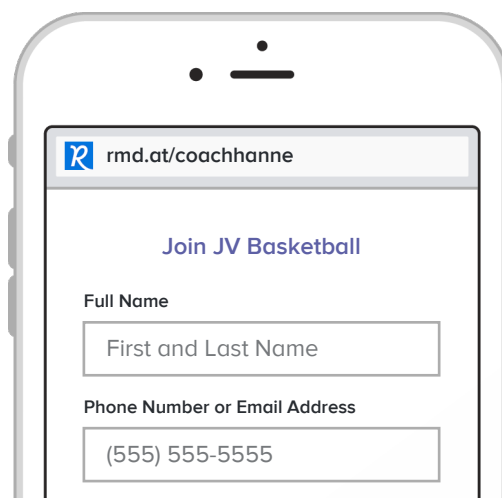 rmd.at/coachhanne
Join JV Basketball
Full Name
First and Last Name
Phone Number or Email Address
(555) 555-5555